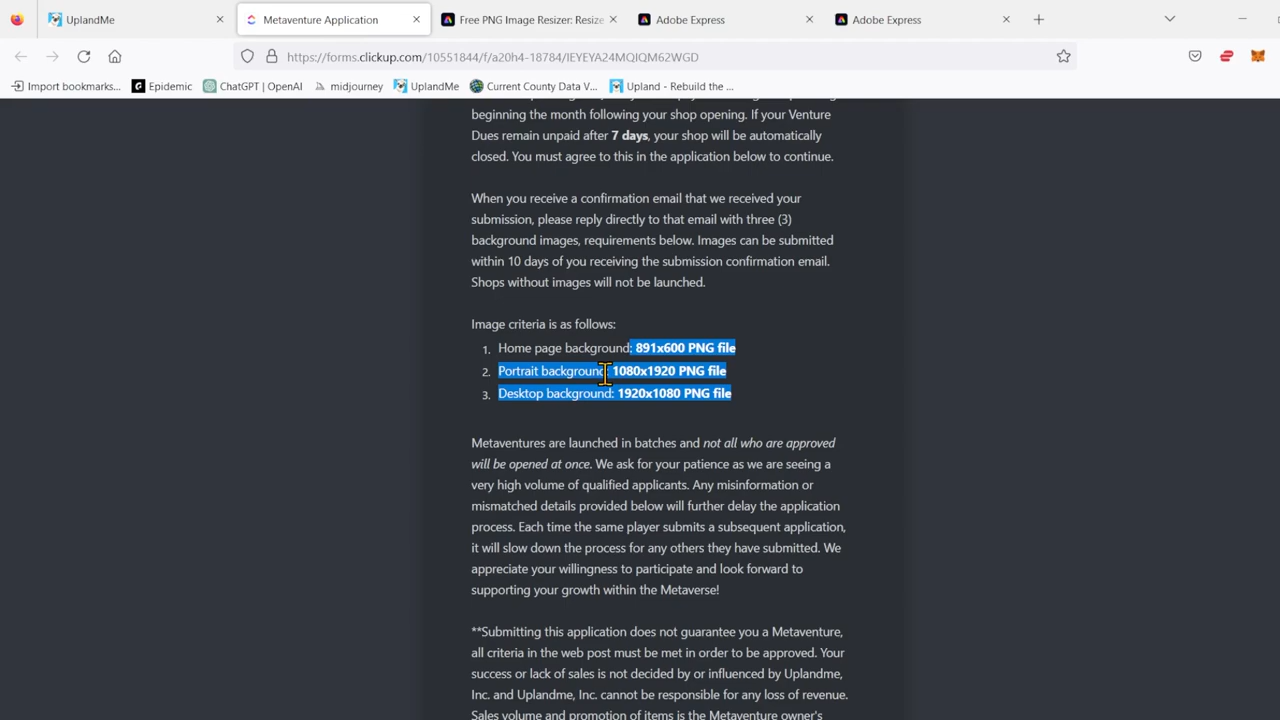 UplandMe
Metaventure Application
Free PNG Image Resizer: Resize
Adobe Express
Adobe Express
https://forms.clickup.com/10551844/f/a20h4-18784/IEYEYA24MQIQM62WGD
Import bookmarks...
Epidemic
ChatGPT | OpenAI
midjourney
UplandMe
Current County Data V...
Upland - Rebuild the ...
beginning the month following your shop opening. If your
Venture
Dues remain unpaid after 7 days, your shop will be automatically
closed. You must agree to this in the application below to continue.
When you receive a confirmation email that we received your
submission, please reply directly to that email with three (3)
background images, requirements below. Images can be submitted
within 10 days of you receiving the submission confirmation email.
Shops without images will not be launched.
Image criteria is as follows:
1. Home page background: 891x600 PNG file
2. Portrait background: 1080x1920 PNG file
3. Desktop background: 1920x1080 PNG file
Metaventures are launched in batches and not all who are approved
will be opened at once. We ask for your patience as we are seeing a
very high volume of qualified applicants. Any misinformation or
mismatched details provided below will further delay the application
process. Each time the same player submits a subsequent application,
it will slow down the process for any others they have submitted. We
appreciate your willingness to participate and look forward to
supporting your growth within the Metaverse!
**Submitting this application does not guarantee you a Metaventure,
all criteria in the web post must be met in order to be approved. Your
success or lack of sales is not decided by or influenced by Uplandme,
Inc. and Uplandme, Inc. cannot be responsible for any loss of revenue.
Sales volume and promotion of items is the Metaventure owner's